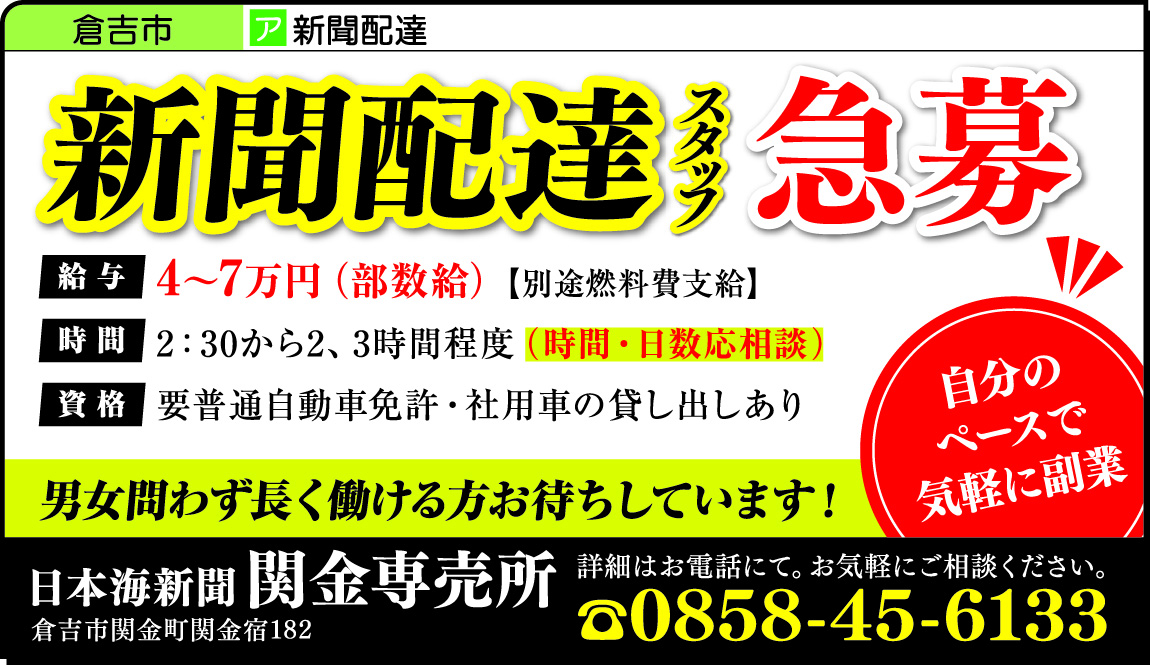 倉吉市
ア 新聞配達
新聞配達スタッフ 急募
給与 4〜7万円(部数給)【別途燃料費支給】
時間 2:30から2、3時間程度(時間・日数応相談)
資格 要普通自動車免許・社用車の貸し出しあり
自分の
ペースで
気軽に副業
男女問わず長く働ける方お待ちしています!
日本海新聞 関金専売所
倉吉市関金町関金宿182
詳細はお電話にて。お気軽にご相談ください。
☎0858-45-6133